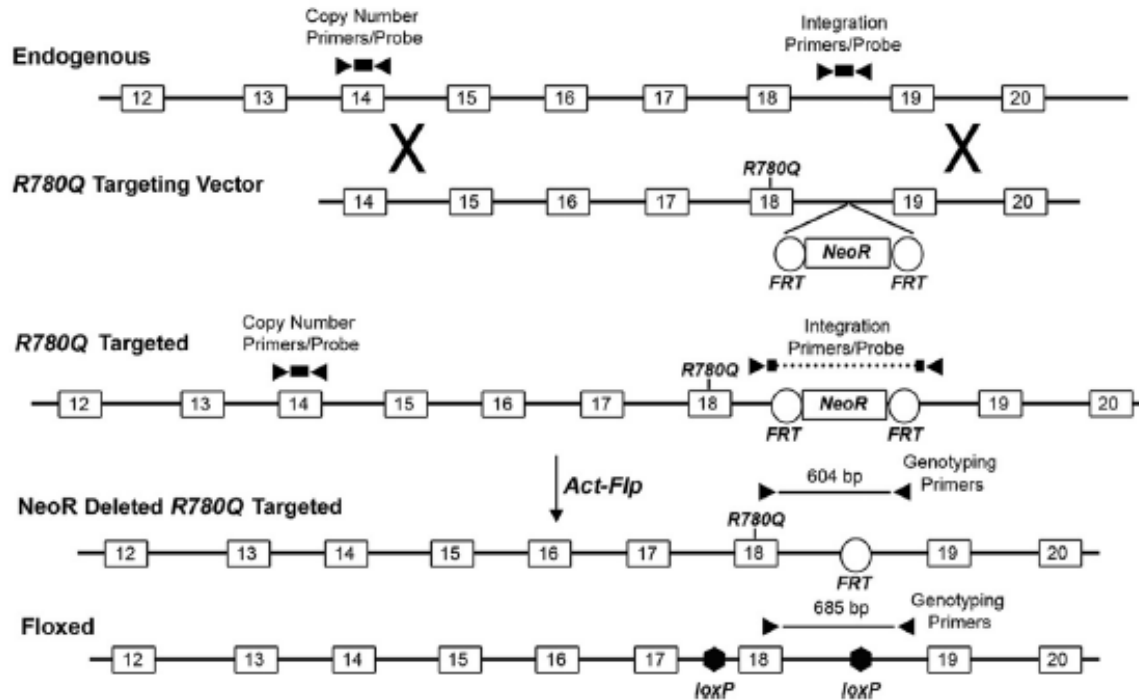 Copy Number
Primers/Probe
Integration
Primers/Probe
Endogenous
12 13 14 15 16 17 18 19 20
X X
R780Q Targeting Vector
R780Q
14 15 16 17 18 19 20
NeoR
FRT FRT
Copy Number
Primers/Probe
Integration
Primers/Probe
R780Q Targeted
R780Q
12 13 14 15 16 17 18 NeoR 19 20
FRT FRT
Act-Flp
604 bp
Genotyping
Primers
NeoR Deleted R780Q Targeted
R780Q
12 13 14 15 16 17 18 19 20
FRT
685 bp
Genotyping
Primers
Floxed
12 13 14 15 16 17 18 19 20
loxP loxP